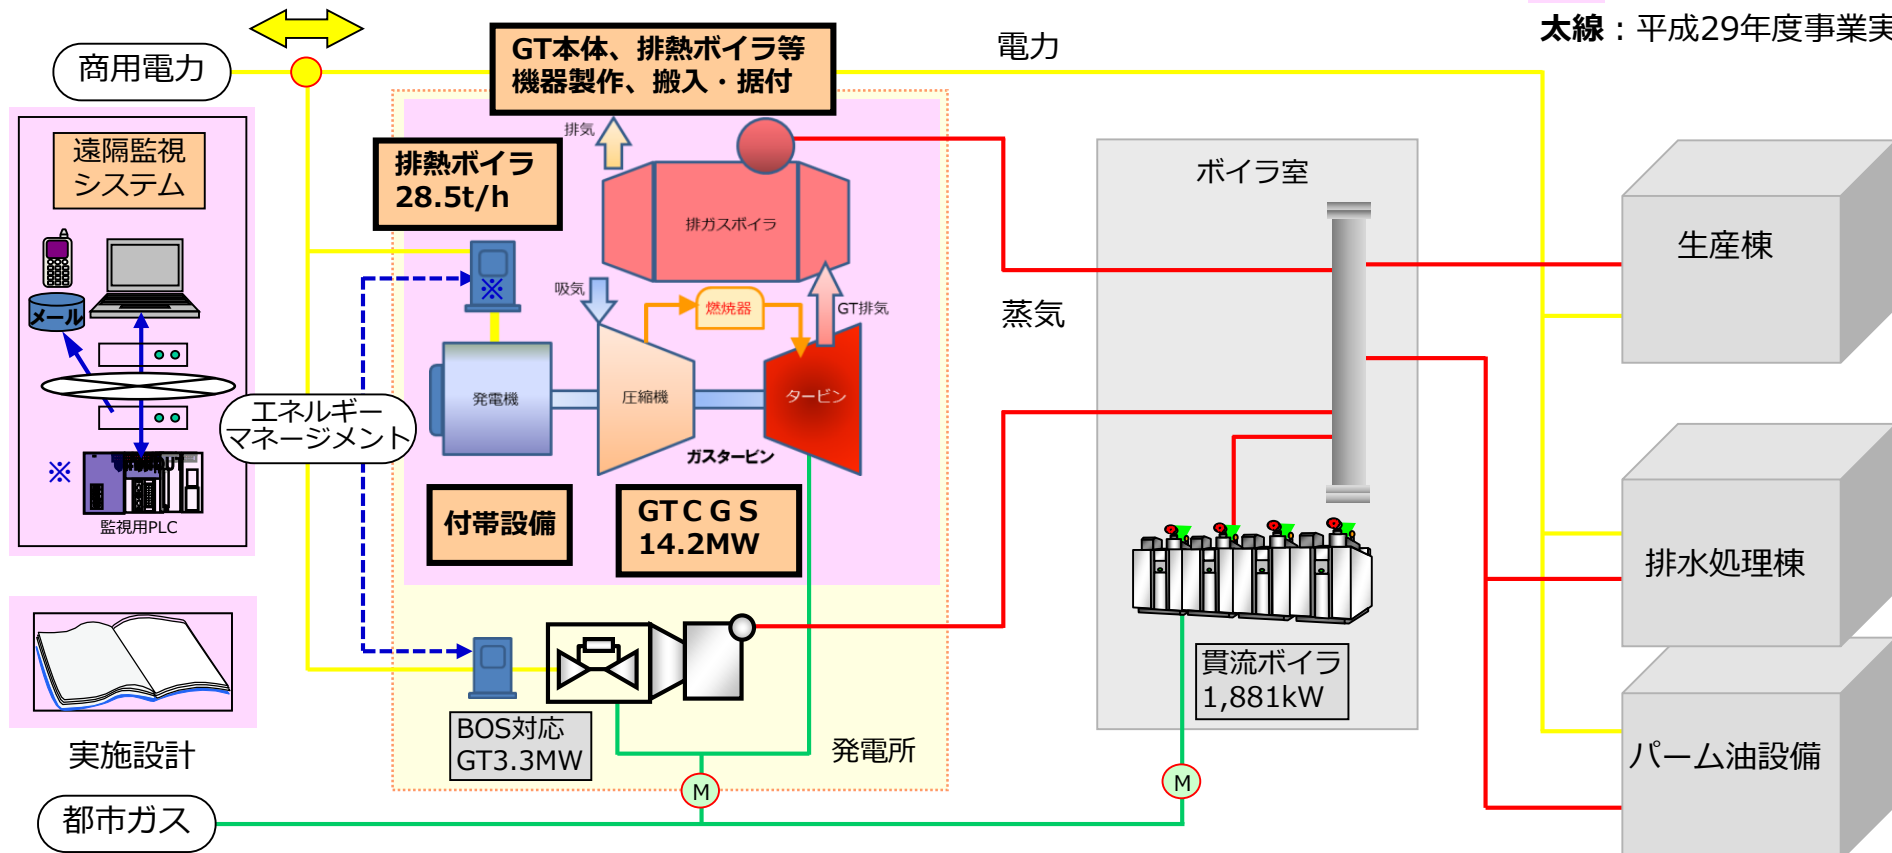 太線：平成29年度事業実
商用電力
GT本体、排熱ボイラ等
機器製作、搬入・据付
電力
遠隔監視
システム
排熱ボイラ
28.5t/h
排気
排ガスボイラ
ボイラ室
生産棟
メール
※
吸気
燃焼器
GT排気
蒸気
エネルギー
マネージメント
発電機
圧縮機
タービン
ガスタービン
※
監視用PLC
付帯設備
GTCGS
14.2MW
排水処理棟
貫流ボイラ
1,881kW
BOS対応
GT3.3MW
発電所
実施設計
パーム油設備
M
M
都市ガス